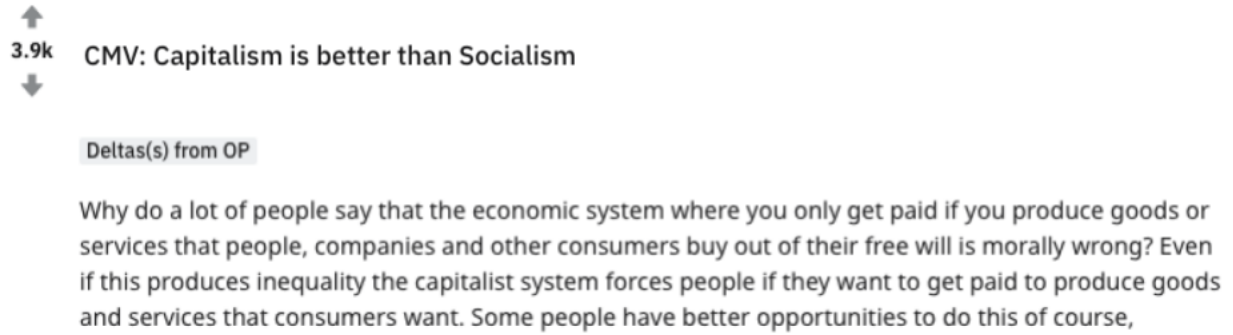 3.9k
CMV: Capitalism is better than Socialism
Deltas(s) from OP
Why do a lot of people say that the economic system where you only get paid if you produce goods or
services that people, companies and other consumers buy out of their free will is morally wrong? Even
if this produces inequality the capitalist system forces people if they want to get paid to produce goods
and services that consumers want. Some people have better opportunities to do this of course,